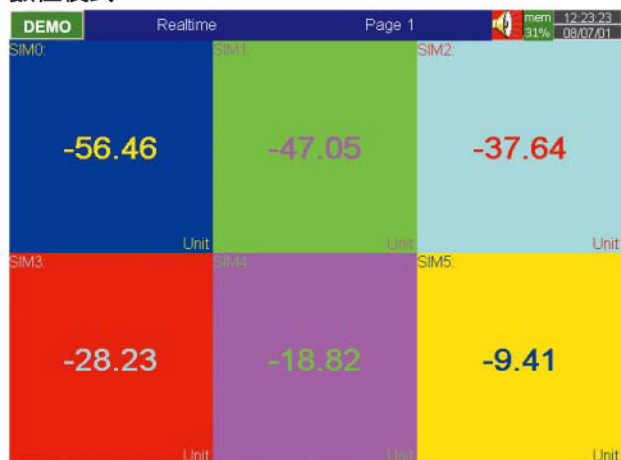 DEMO Realtime Page 1 mem 12:23:23
31% 08/07/01
SIM0: SIM1: SIM2:
-56.46 -47.05 -37.64
Unit Unit Unit
SIM3: SIM4: SIM5:
-28.23 -18.82 -9.41
Unit Unit Unit